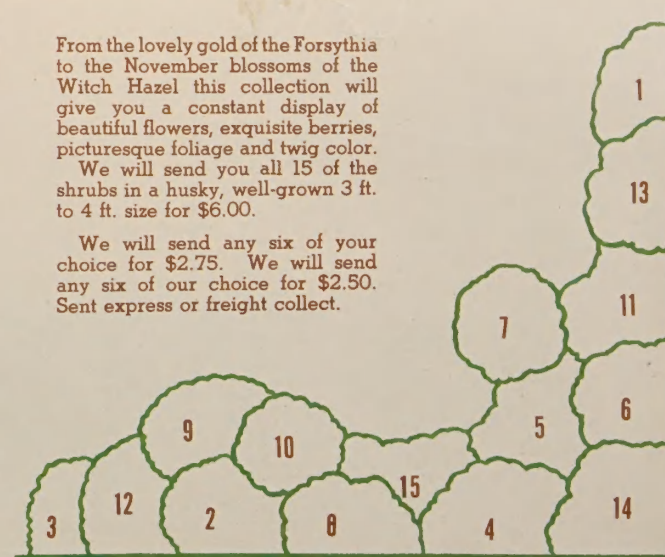 From the lovely gold of the Forsythia
to the November blossoms of the
Witch Hazel this collection will
give you a constant display of
beautiful flowers, exquisite berries,
picturesque foliage and twig color.
We will send you all 15 of the
shrubs in a husky, well-grown 3 ft.
to 4 ft. size for $6.00.
We will send any six of your
choice for $2.75. We will send
any six of our choice for $2.50.
Sent express or freight collect.
1
13
11
7
6
5
9
10
15
14
12
3
2
8
4